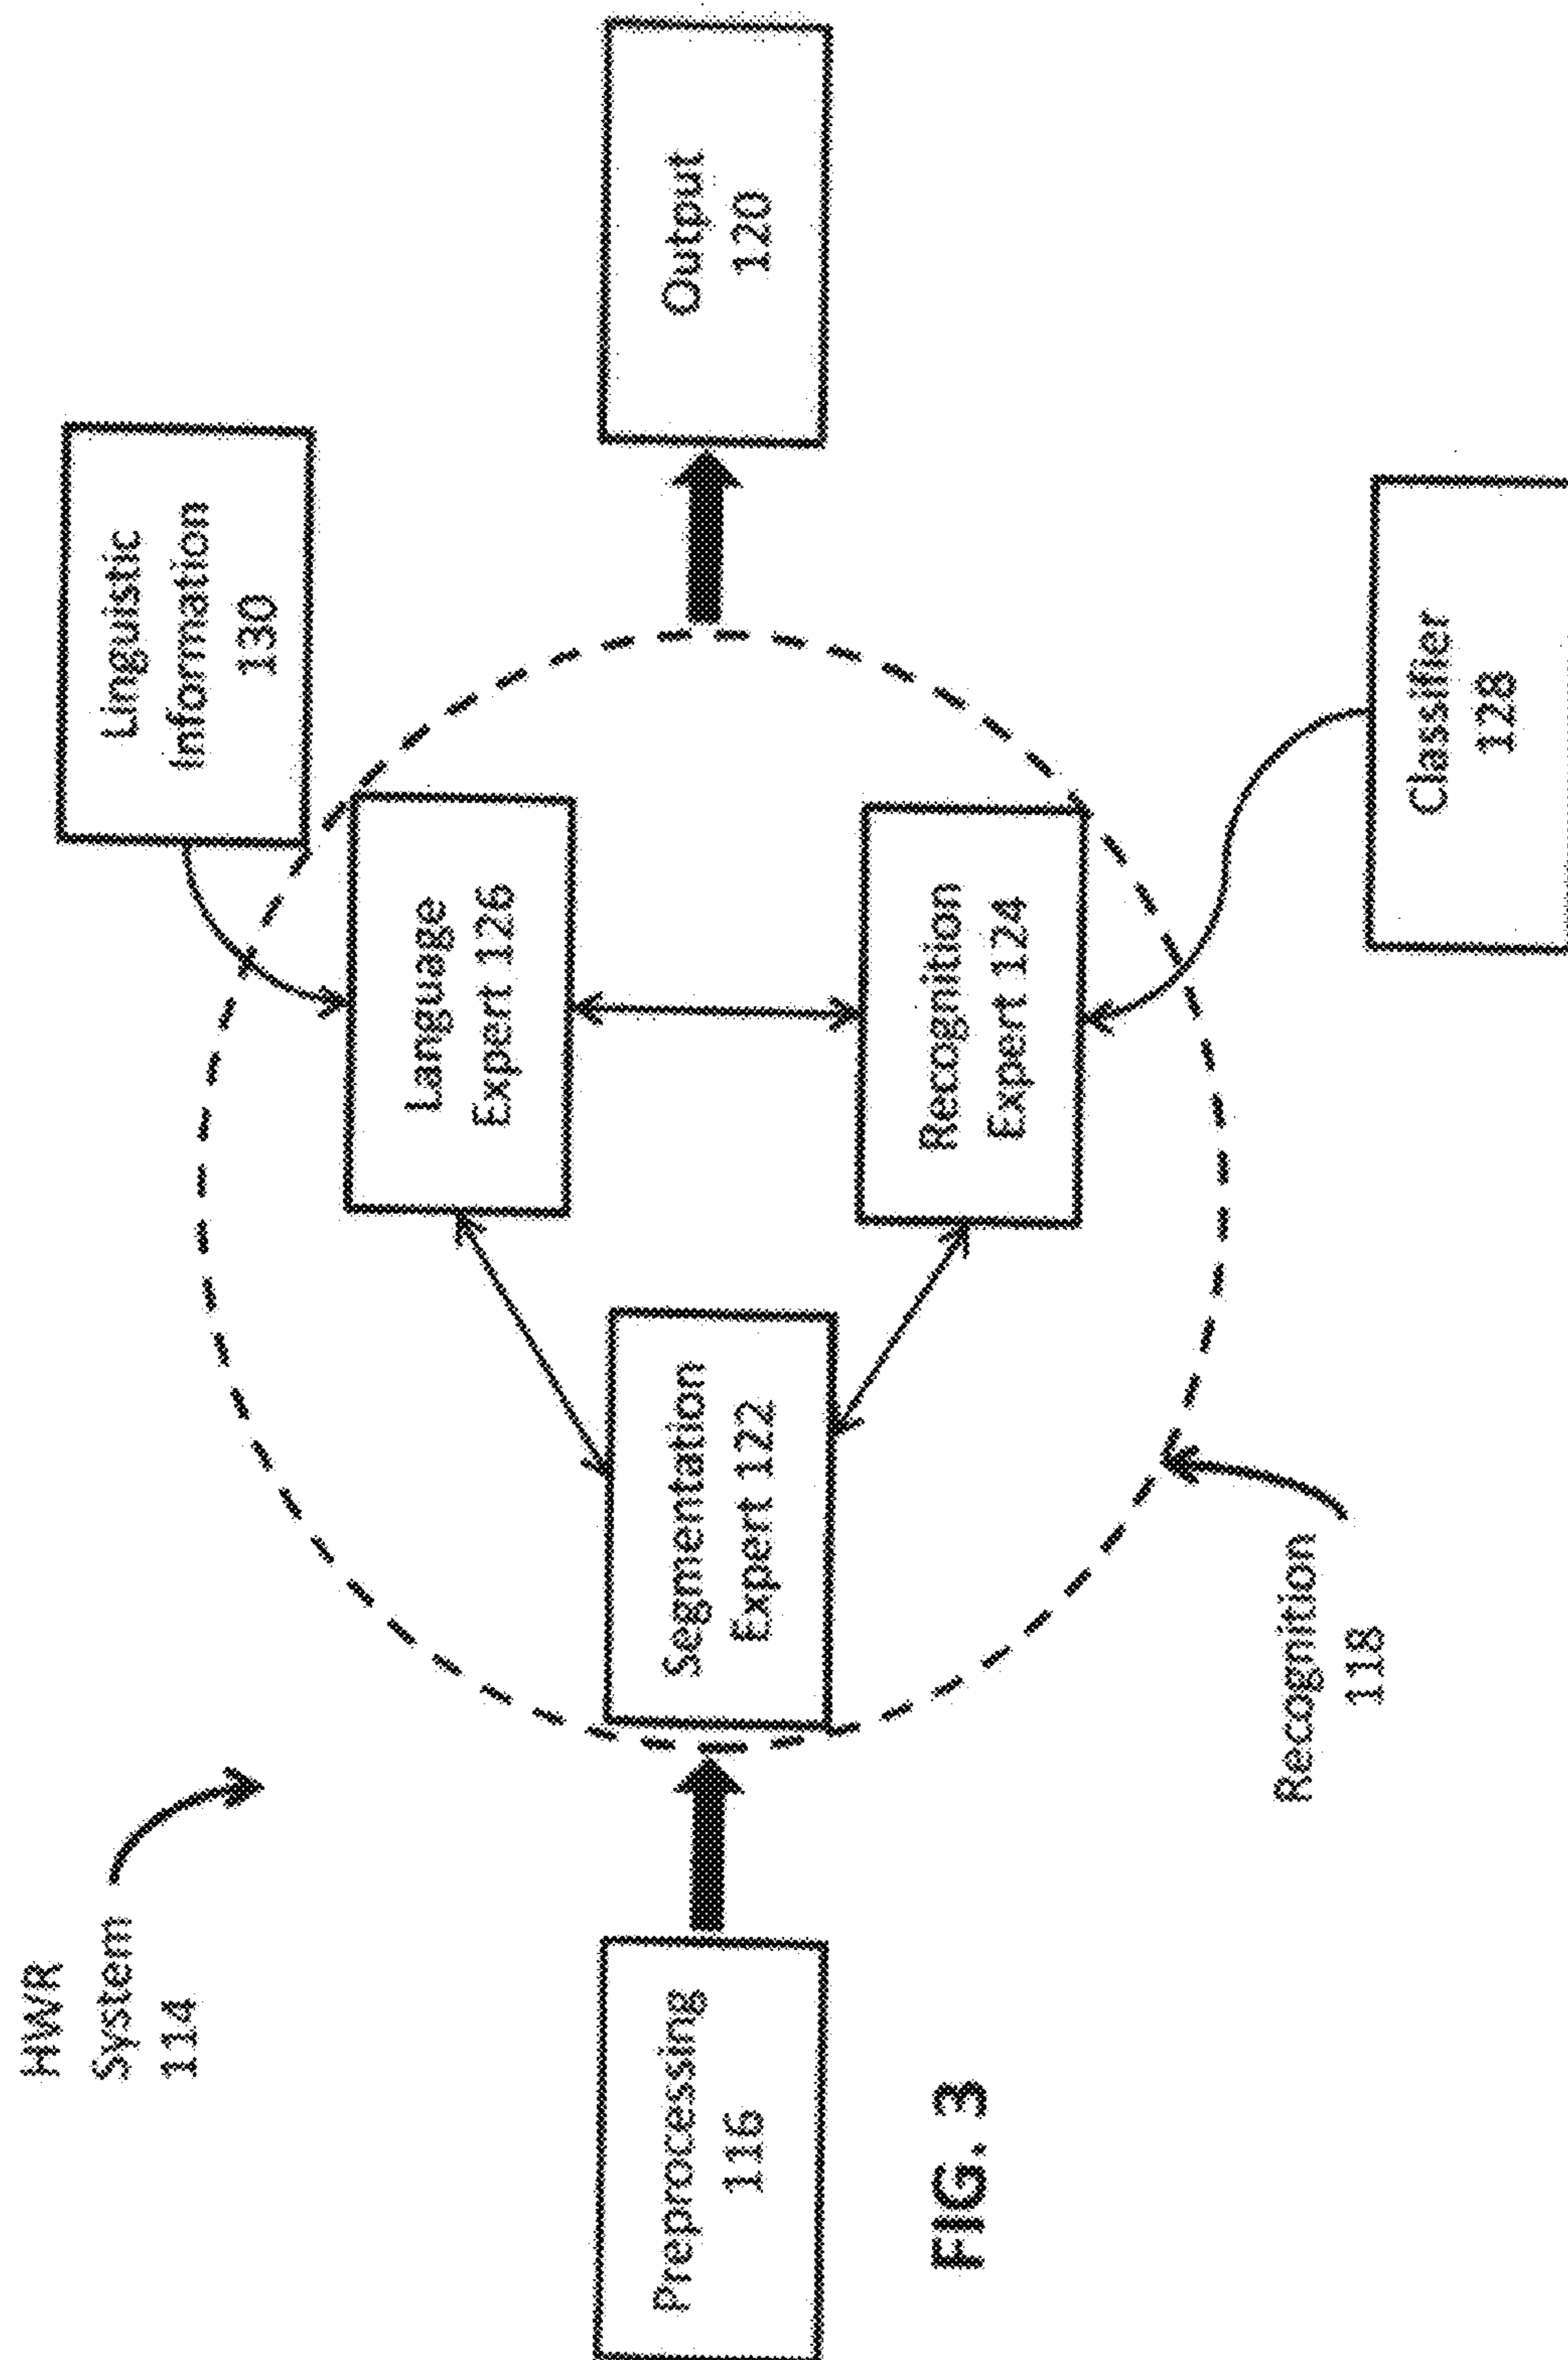 HWR
System
114
Linguistic
Information
130
Language
Expert 126
Preprocessing
116
Segmentation
Expert 122
Output
120
Recognition
Expert 124
Recognition
118
Classifier
128
FIG. 3